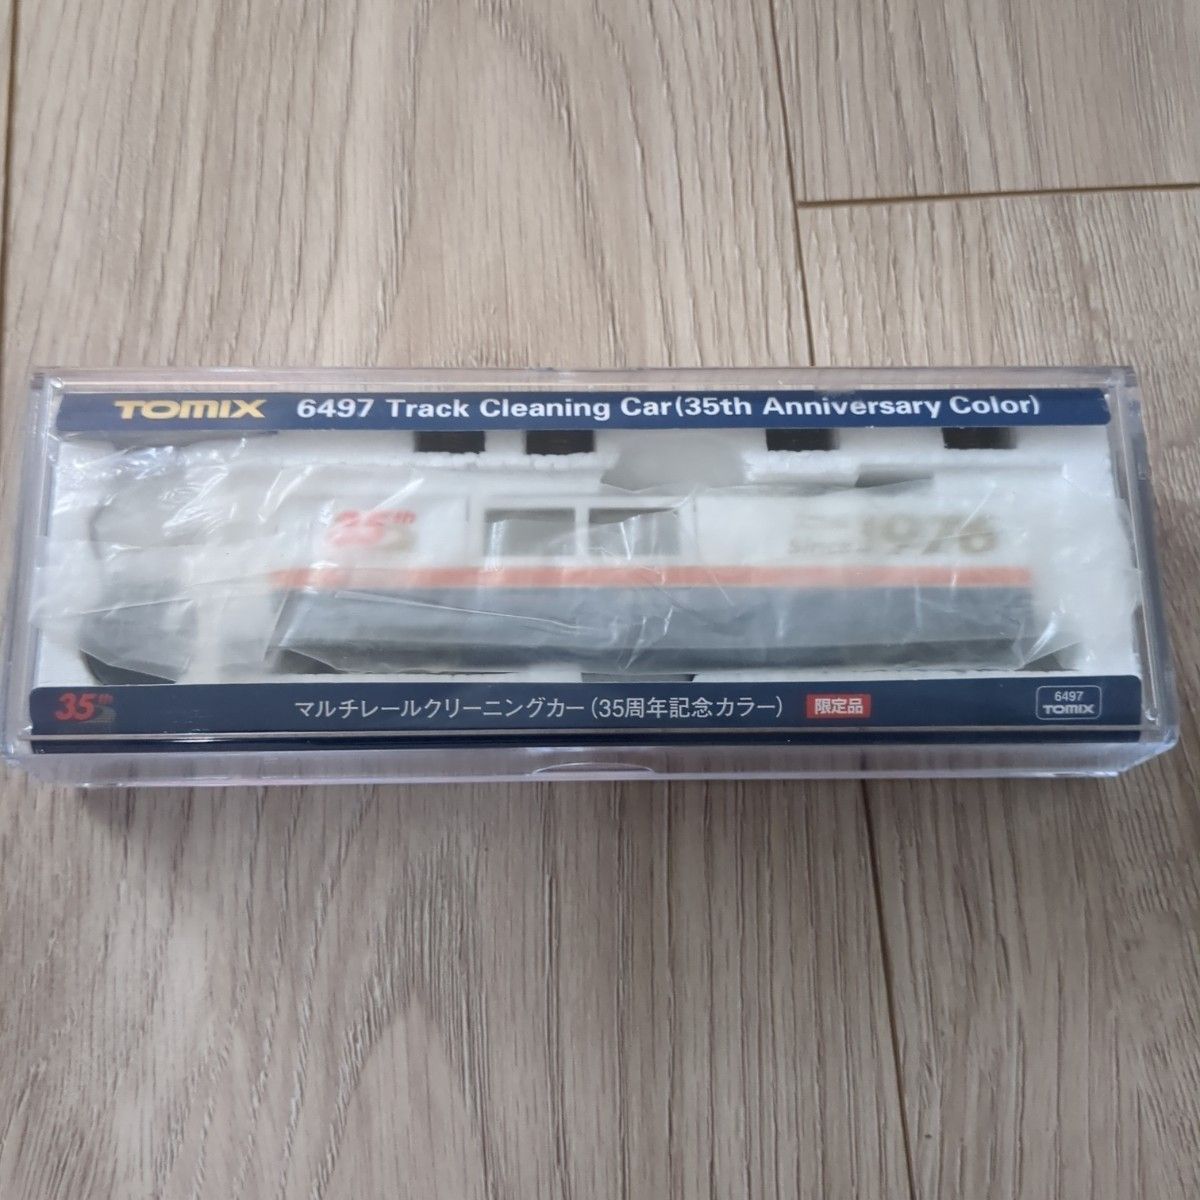 TOMIX 6497 Track Cleaning Car(35th Anniversary Color)
35th
35th マルチレールクリーニングカー(35周年記念カラー) 限定品 6497
TOMIX